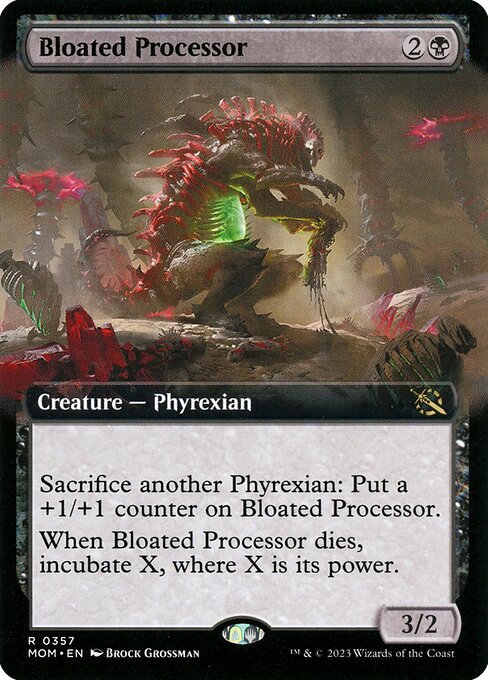 Bloated Processor 2
Creature — Phyrexian
Sacrifice another Phyrexian: Put a
+1/+1 counter on Bloated Processor.
When Bloated Processor dies,
incubate X, where X is its power.
3/2
R 0357
MOM • EN Brock Grossman
™ & © 2023 Wizards of the Coast